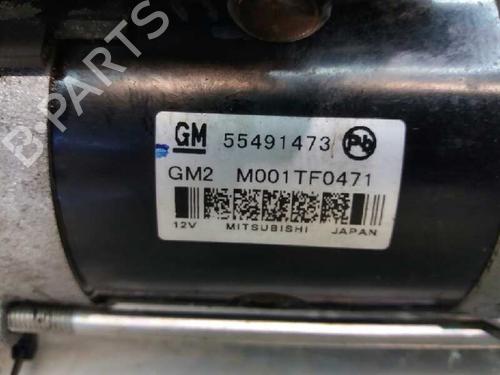 B-PARTS
GM 55491473 Pb
GM2 M001TF0471
12V MITSUBISHI JAPAN